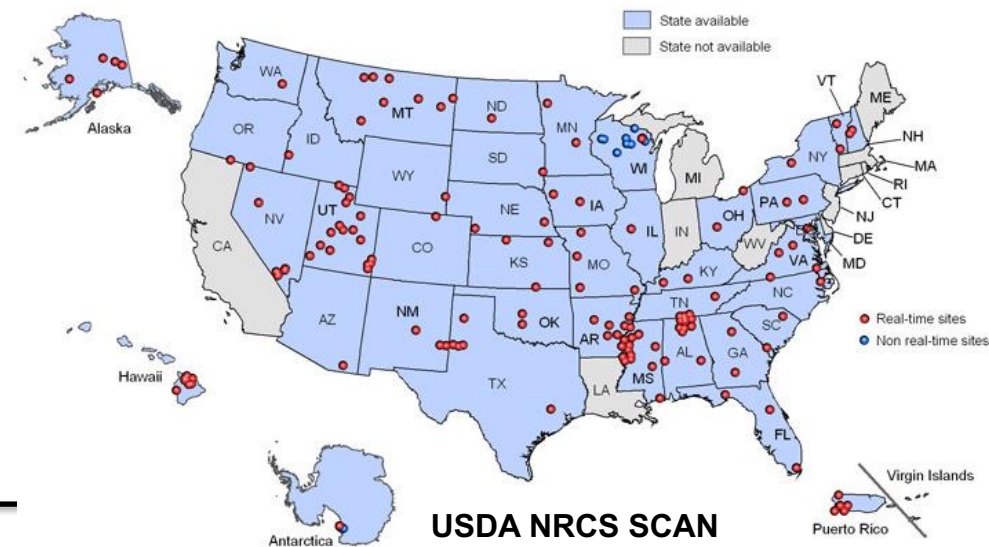 State available
State not available
WA
OR
ID
MT
ND
SD
MN
WI
MI
WY
NE
IA
IL
IN
OH
PA
NY
VT
ME
NH
MA
RI
CT
NJ
DE
MD
WV
VA
KY
NC
SC
TN
GA
AL
MS
AR
LA
MO
KS
OK
TX
NM
CO
UT
NV
AZ
CA
FL
Real-time sites
Non real-time sites
Alaska
Hawaii
Antarctica
USDA NRCS SCAN
Virgin Islands
Puerto Rico